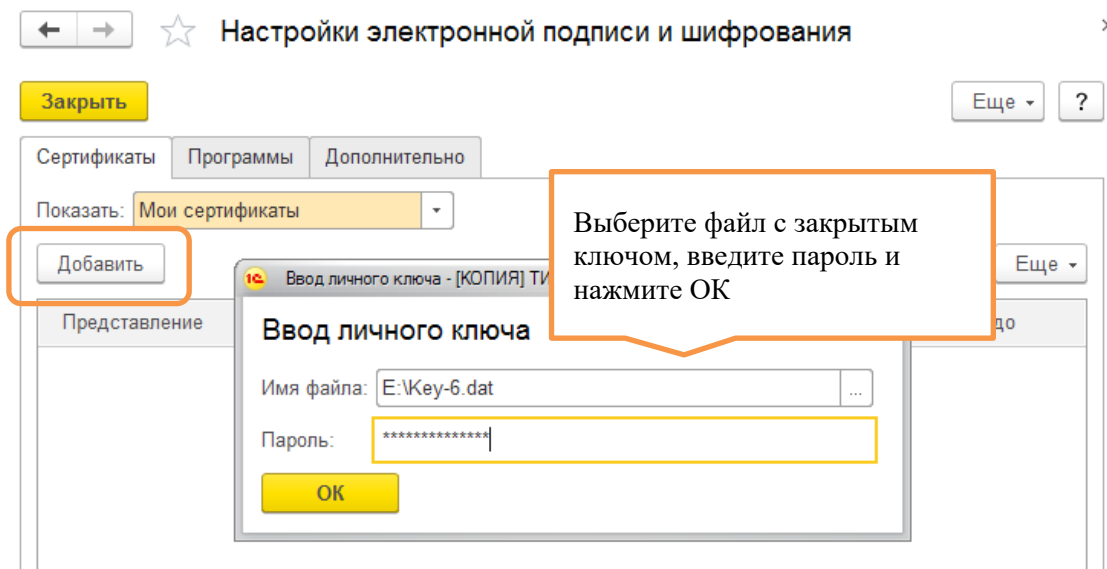 Настройки электронной подписи и шифрования
Закрыть
Еще
?
Сертификаты
Программы
Дополнительно
Показать:
Мои сертификаты
Добавить
Еще
Представление
до
Выберите файл с закрытым
ключом, введите пароль и
нажмите ОК
1С
Ввод личного ключа - [КОПИЯ] ТИ
Ввод личного ключа
Имя файла:
E:\Key-6.dat
...
Пароль:
**************
ОК